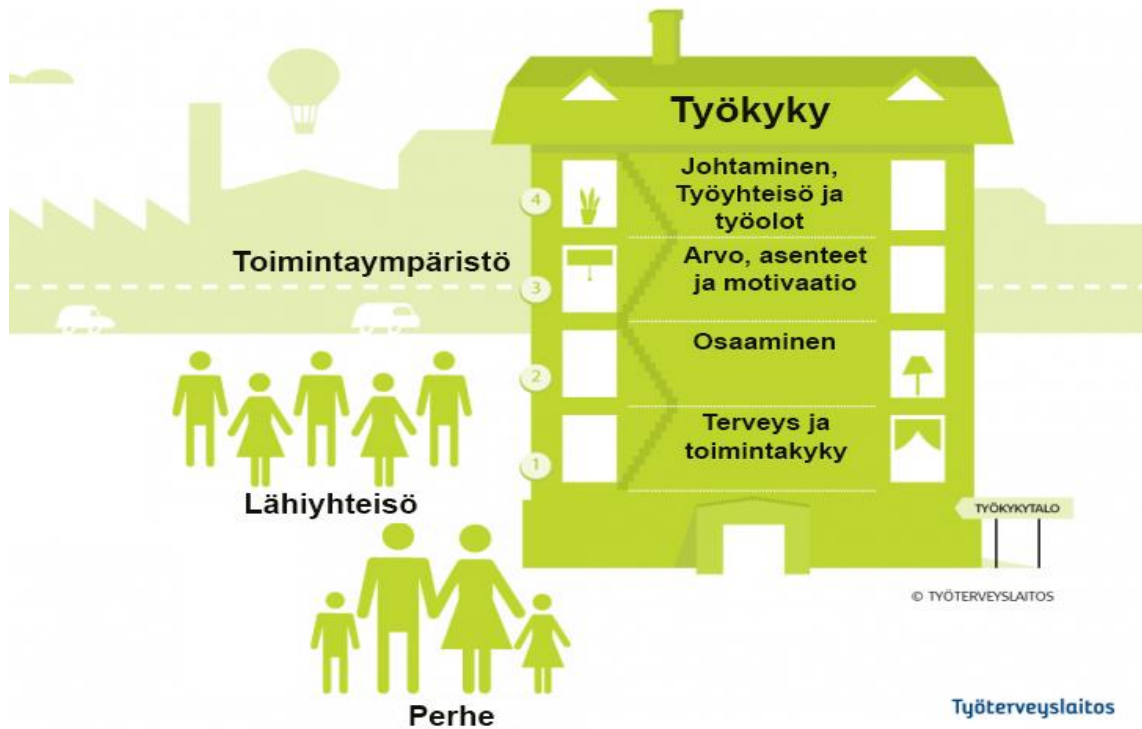 Työkyky
4
Johtaminen,
Työyhteisö ja
työolot
Toimintaympäristö
3
Arvo, asenteet
ja motivaatio
2
Osaaminen
1
Terveys ja
toimintakyky
Lähiyhteisö
TYÖKYKYTALO
© TYÖTERVEYSLAITOS
Perhe
Työterveyslaitos